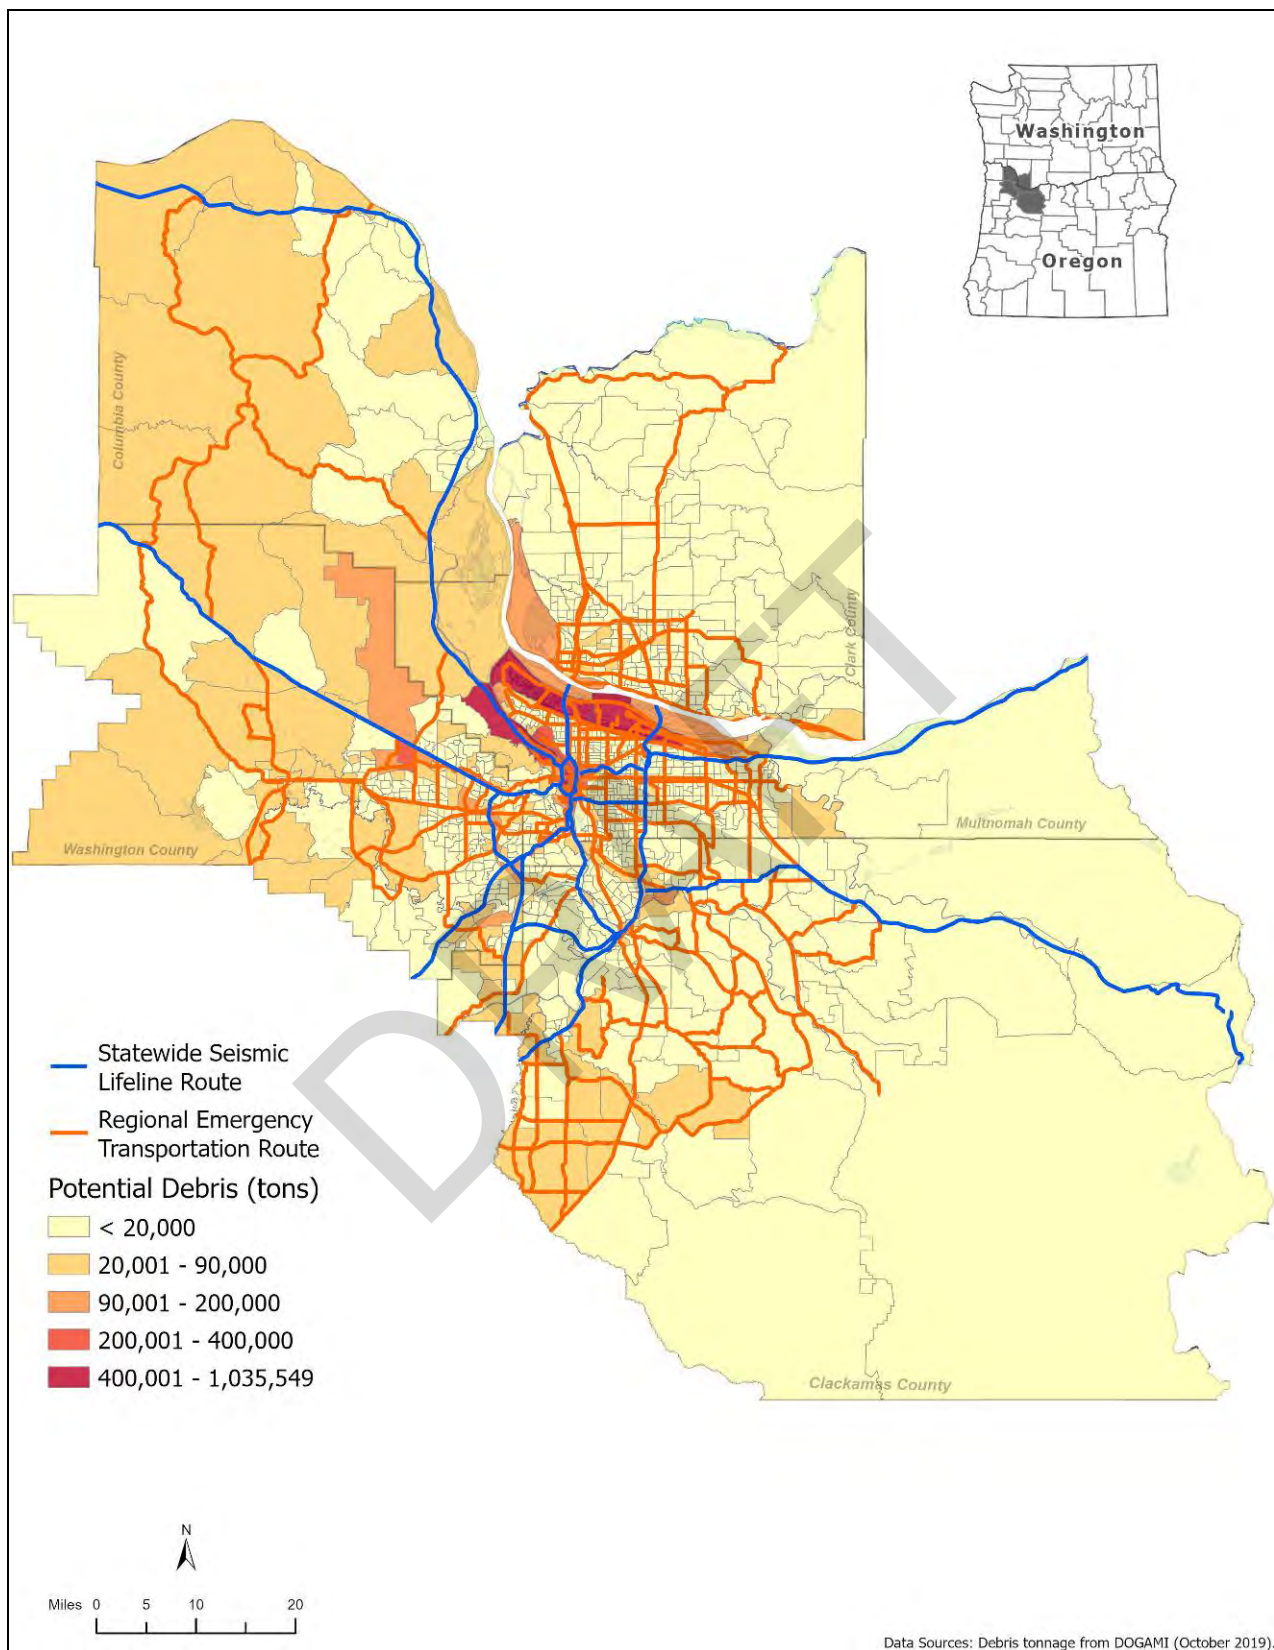 Washington
Oregon
Columbia County
Clark County
Multnomah County
Washington County
DRAFT
Statewide Seismic
Lifeline Route
Regional Emergency
Transportation Route
Potential Debris (tons)
< 20,000
20,001 - 90,000
90,001 - 200,000
200,001 - 400,000
400,001 - 1,035,549
Clackamas County
N
Miles 0 5 10 20
Data Sources: Debris tonnage from DOGAMI (October 2019).